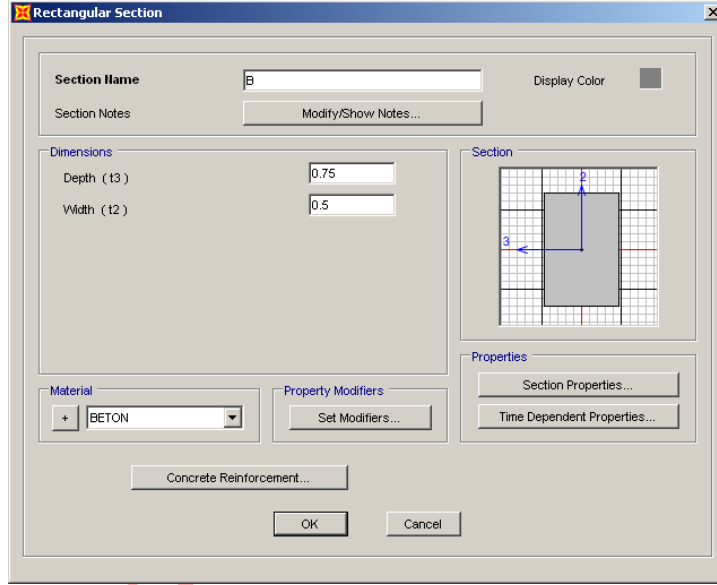 Rectangular Section
Section Name B Display Color
Section Notes Modify/Show Notes...
Dimensions
Depth ( t3 ) 0.75
Width ( t2 ) 0.5
Section
2
3
Properties
Section Properties...
Time Dependent Properties...
Material
+ BETON
Property Modifiers
Set Modifiers...
Concrete Reinforcement...
OK Cancel